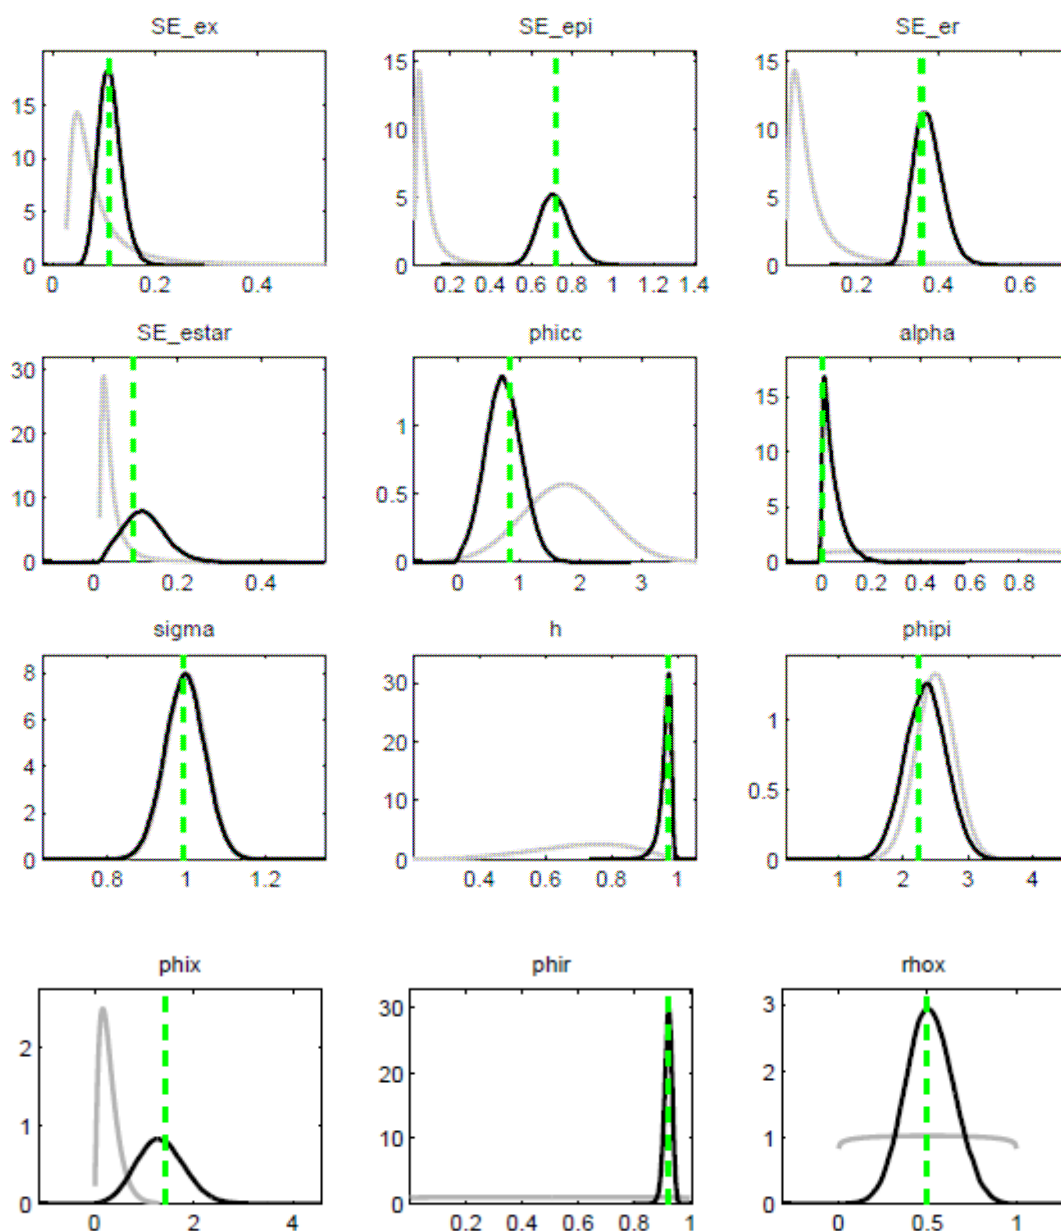 SE_ex SE_epi SE_er
15 15 15
10 10 10
5 5 5
0 0 0
0 0.2 0.4 0.2 0.4 0.6 0.8 1 1.2 1.4 0.2 0.4 0.6
SE_estar phicc alpha
30 1 15
20 0.5 10
10 0 5
0 0
0 0.2 0.4 0 1 2 3 0 0.2 0.4 0.6 0.8
sigma h phipi
8 30 1
6 20 0.5
4 10 0
2 0
0
0.8 1 1.2 0.4 0.6 0.8 1 1 2 3 4
phix phir rhox
2 30 3
1 20 2
0 10 1
0 0
0 2 4 0 0.2 0.4 0.6 0.8 1 0 0.5 1